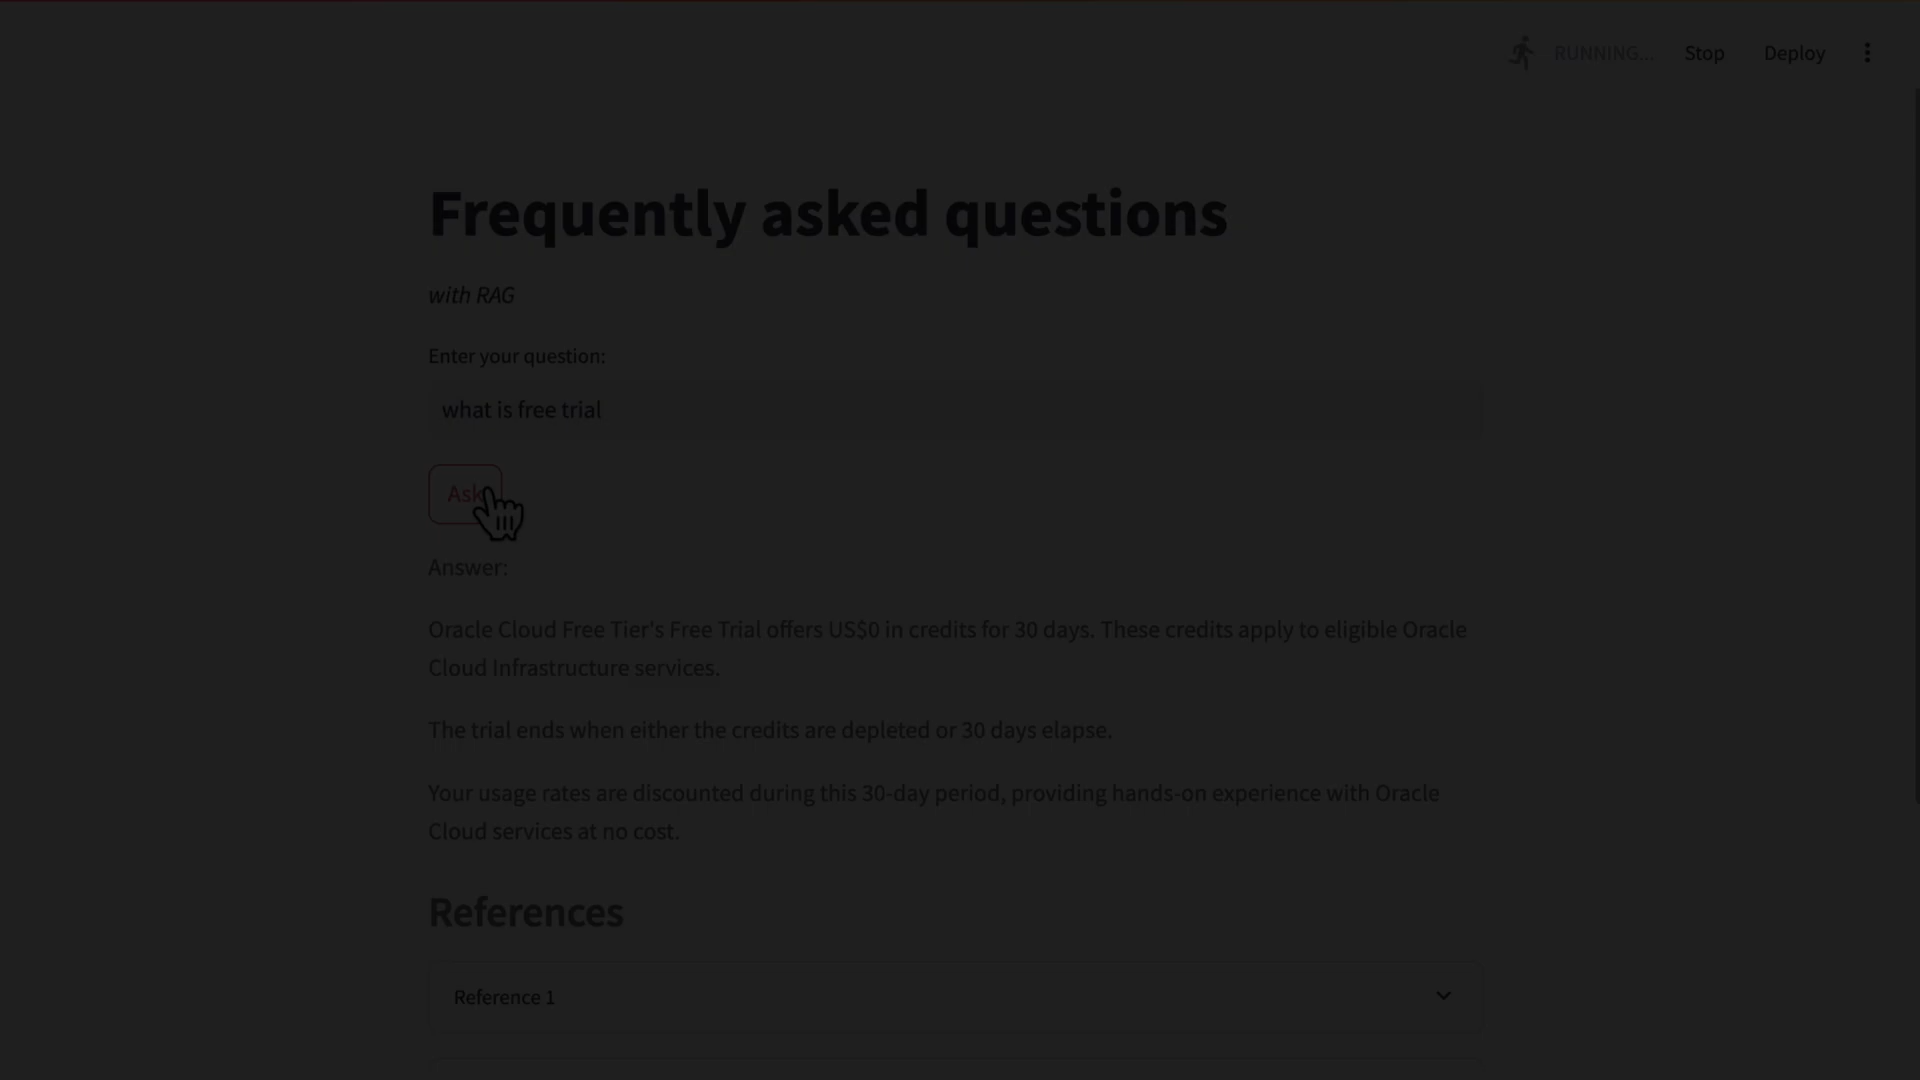 RUNNING...
Stop
Deploy
Frequently asked questions
with RAG
Enter your question:
what is free trial
Ask
Answer:
Oracle Cloud Free Tier's Free Trial offers US$0 in credits for 30 days. These credits apply to eligible Oracle
Cloud Infrastructure services.
The trial ends when either the credits are depleted or 30 days elapse.
Your usage rates are discounted during this 30-day period, providing hands-on experience with Oracle
Cloud services at no cost.
References
Reference 1